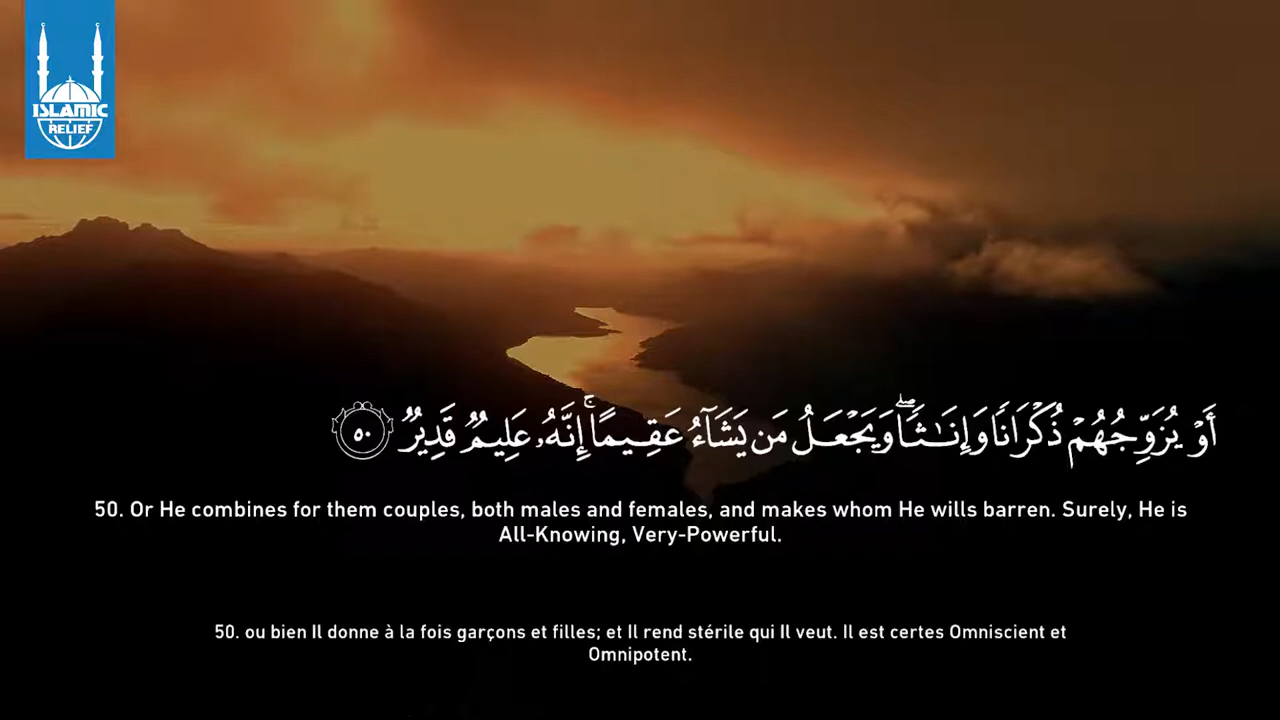 ISLAMIC
RELIEF
أَوْ يُزَوِّجُهُمْ ذُكْرَانًا وَإِنَـٰثًا ۖ وَيَجْعَلُ مَن يَشَآءُ عَقِيمًا ۚ إِنَّهُۥ عَلِيمٌ قَدِيرٌ ٥٠
50. Or He combines for them couples, both males and females, and makes whom He wills barren. Surely, He is
All-Knowing, Very-Powerful.
50. ou bien Il donne à la fois garçons et filles; et Il rend stérile qui Il veut. Il est certes Omniscient et
Omnipotent.